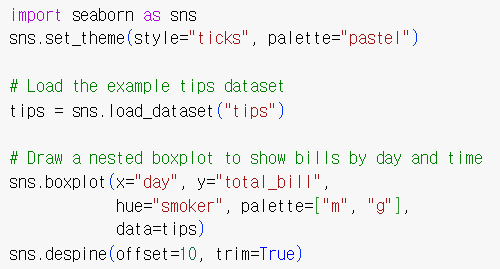 import seaborn as sns
sns.set_theme(style="ticks", palette="pastel")
# Load the example tips dataset
tips = sns.load_dataset("tips")
# Draw a nested boxplot to show bills by day and time
sns.boxplot(x="day", y="total_bill",
hue="smoker", palette=["m", "g"],
data=tips)
sns.despine(offset=10, trim=True)